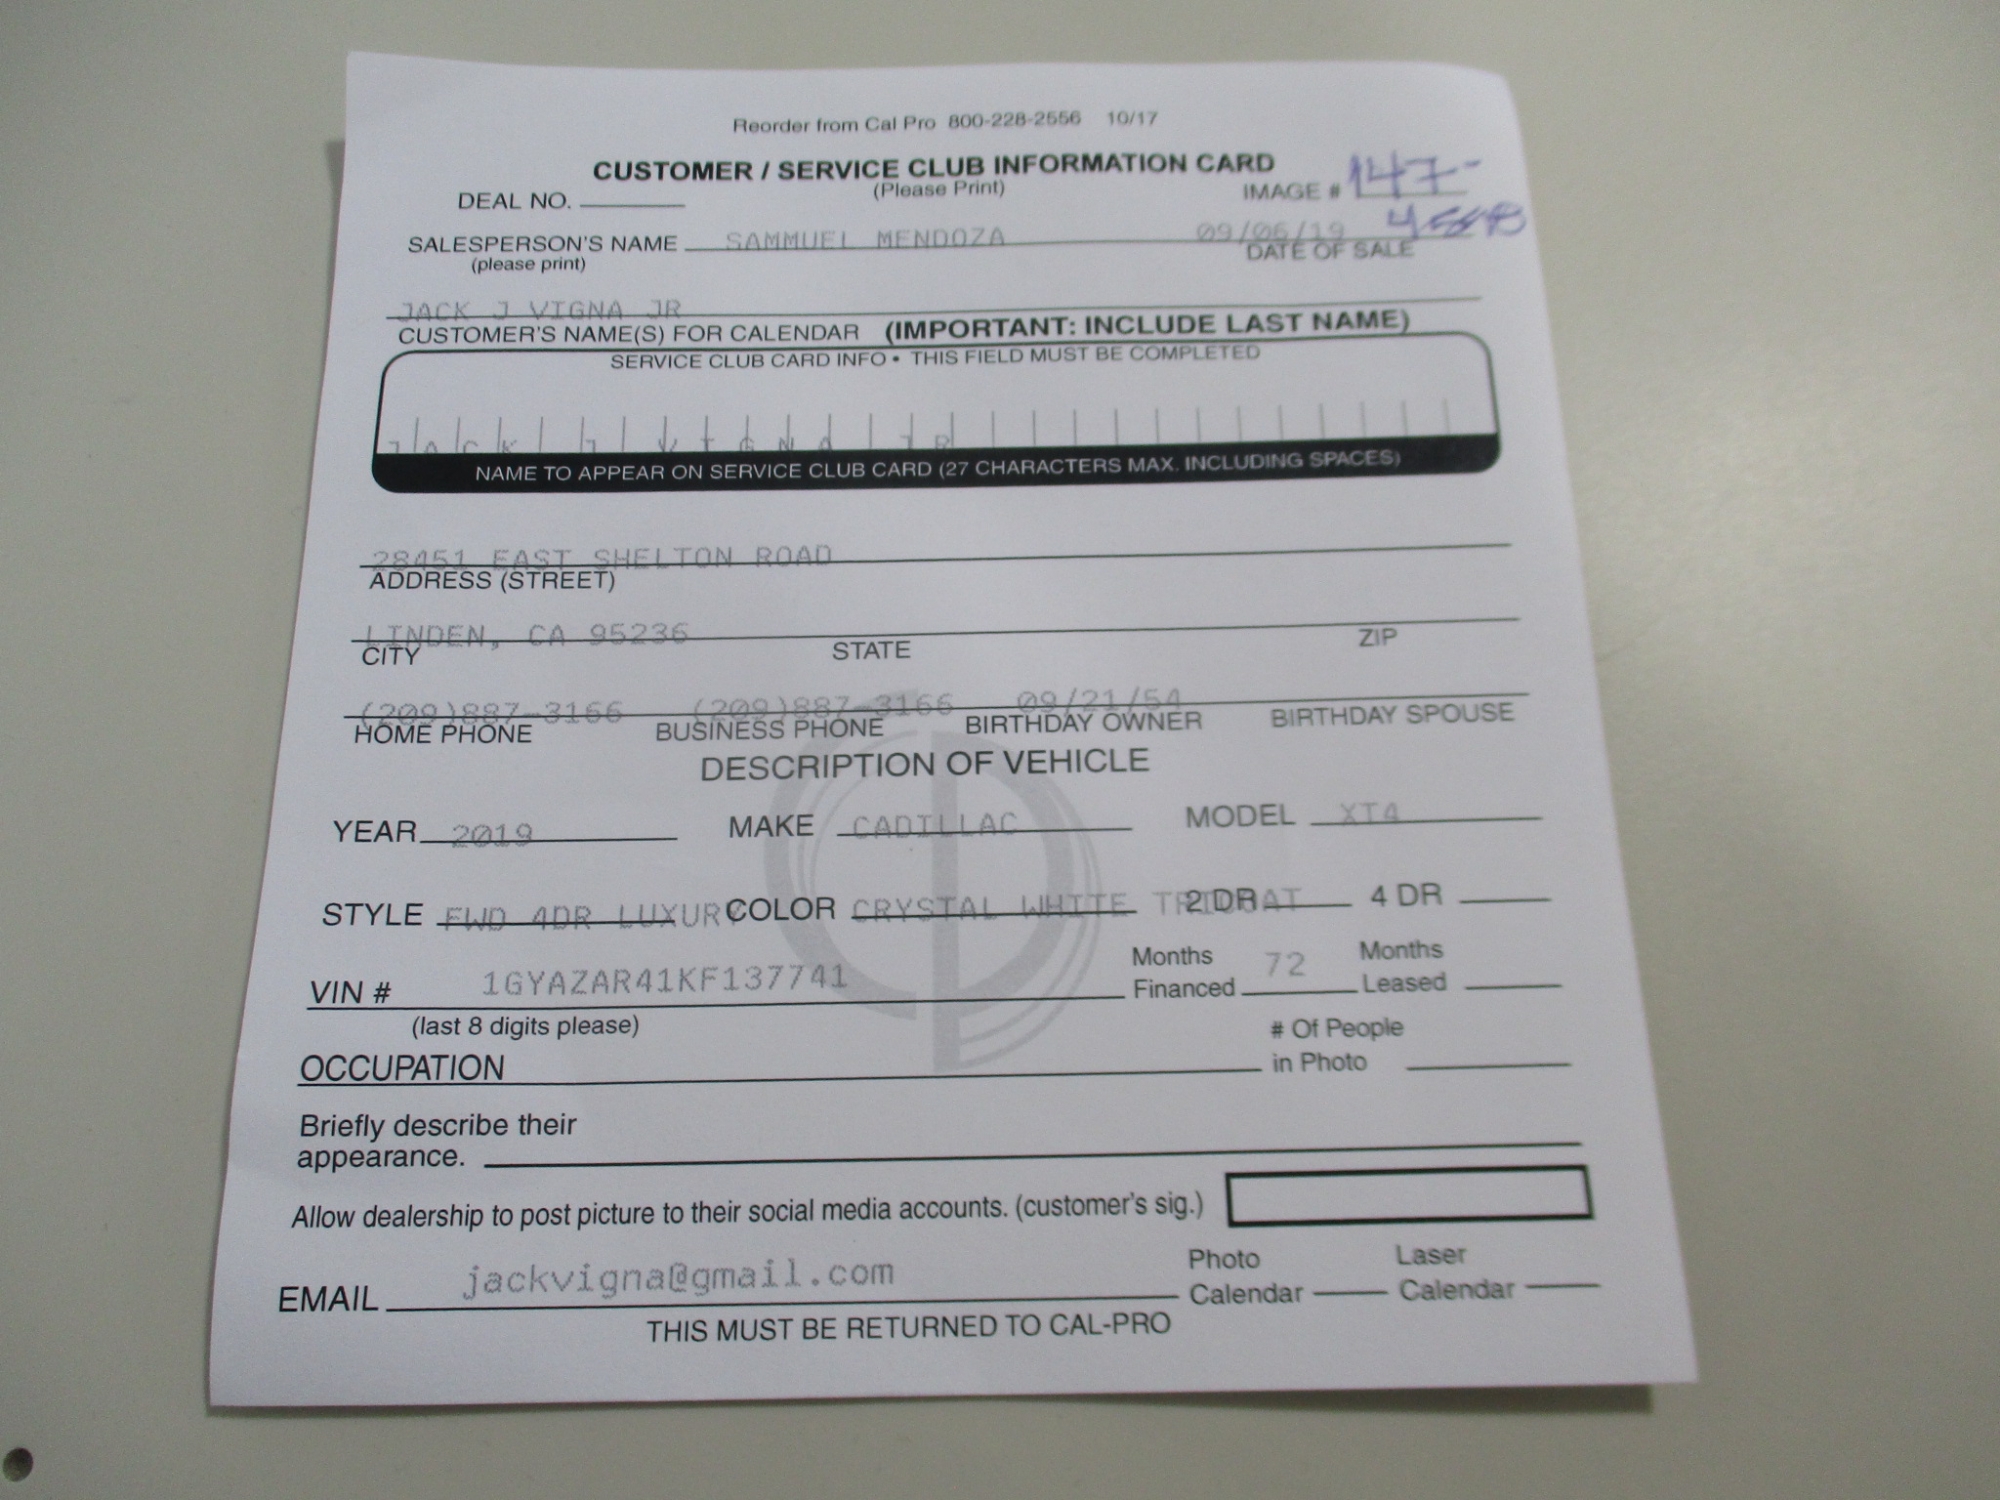 Reorder from Cal Pro 800-228-2556 10/17
CUSTOMER / SERVICE CLUB INFORMATION CARD
(Please Print)
DEAL NO.
IMAGE # 147-
SALESPERSON'S NAME SAMMUEL MENDOZA 09/06/19
(please print) DATE OF SALE
JACK J VIGNA JR
CUSTOMER'S NAME(S) FOR CALENDAR (IMPORTANT: INCLUDE LAST NAME)
SERVICE CLUB CARD INFO • THIS FIELD MUST BE COMPLETED
JACK J VIGNA JR
NAME TO APPEAR ON SERVICE CLUB CARD (27 CHARACTERS MAX. INCLUDING SPACES)
28451 EAST SHELTON ROAD
ADDRESS (STREET)
LINDEN, CA 95236
CITY STATE ZIP
(209)887-3166 (209)887-3166 09/21/54
HOME PHONE BUSINESS PHONE BIRTHDAY OWNER BIRTHDAY SPOUSE
DESCRIPTION OF VEHICLE
YEAR 2019 MAKE CADILLAC MODEL XT4
STYLE FWD 4DR LUXURY COLOR CRYSTAL WHITE TRICOAT 2 DR 4 DR
VIN # 1GYAZAR41KF137741 Months Financed 72 Months Leased
(last 8 digits please)
OCCUPATION # Of People in Photo
Briefly describe their
appearance.
Allow dealership to post picture to their social media accounts. (customer's sig.)
EMAIL jackvigna@gmail.com Photo Calendar Laser Calendar
THIS MUST BE RETURNED TO CAL-PRO